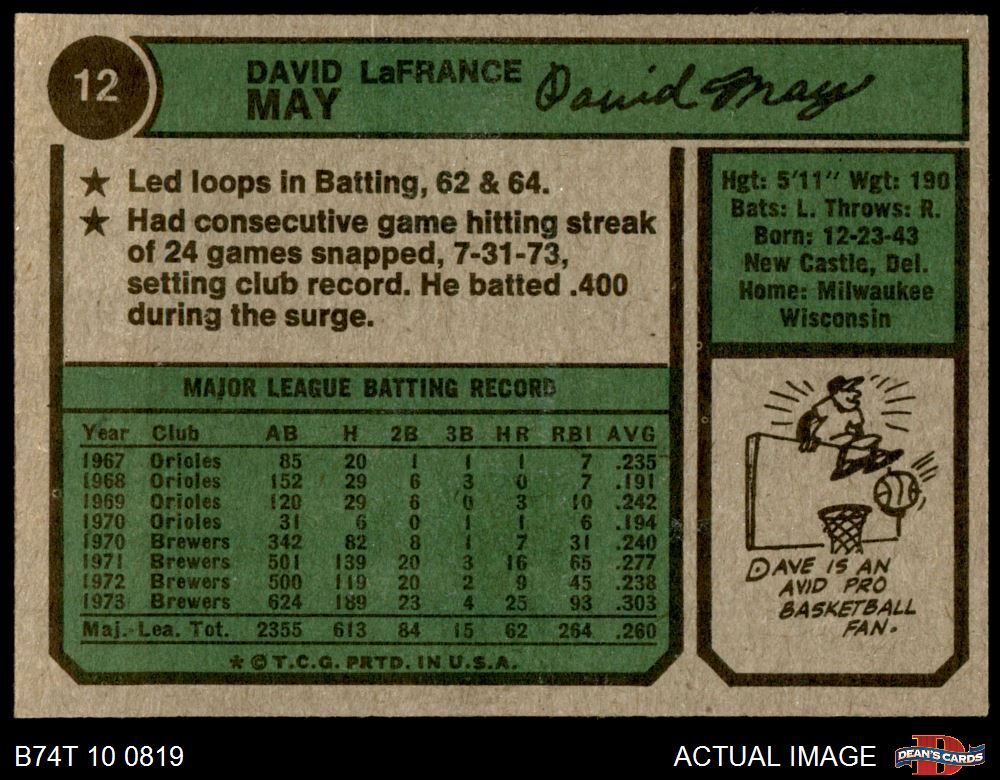 12
DAVID LaFRANCE
MAY
David May
★ Led loops in Batting, 62 & 64.
★ Had consecutive game hitting streak
of 24 games snapped, 7-31-73,
setting club record. He batted .400
during the surge.
Hgt: 5'11" Wgt: 190
Bats: L. Throws: R.
Born: 12-23-43
New Castle, Del.
Home: Milwaukee
Wisconsin
MAJOR LEAGUE BATTING RECORD
Year Club AB H 2B 3B HR RBI AVG
1967 Orioles 85 20 1 1 1 7 .235
1968 Orioles 152 29 6 3 0 7 .191
1969 Orioles 120 29 6 0 3 10 .242
1970 Orioles 31 6 0 1 1 6 .194
1970 Brewers 342 82 8 1 7 31 .240
1971 Brewers 501 139 20 3 16 65 .277
1972 Brewers 500 119 20 2 9 45 .238
1973 Brewers 624 189 23 4 25 93 .303
Maj. Lea. Tot. 2355 613 84 15 62 264 .260
★ © T.C.G. PRTD. IN U.S.A.
DAVE IS AN
AVID PRO
BASKETBALL
FAN.
B74T 10 0819
ACTUAL IMAGE
DEAN'S CARDS